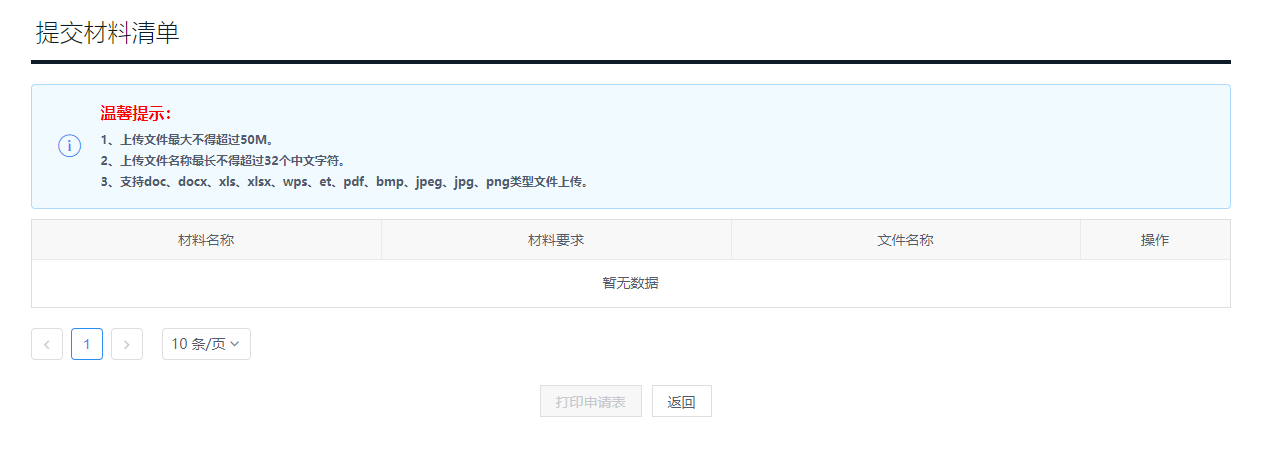 提交材料清单
温馨提示：
1、上传文件最大不得超过50M。
2、上传文件名称最长不得超过32个中文字符。
3、支持doc、docx、xls、xlsx、wps、et、pdf、bmp、jpeg、jpg、png类型文件上传。
材料名称 材料要求 文件名称 操作
暂无数据
1 10 条/页
打印申请表 返回